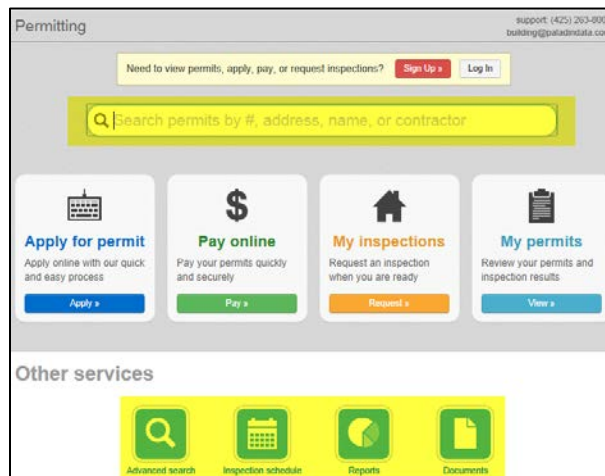 Permitting
support: (425) 263-800
building@paladindata.co
Need to view permits, apply, pay, or request inspections? Sign Up » Log In
Search permits by #, address, name, or contractor
$
Apply for permit
Apply online with our quick
and easy process
Apply »
Pay online
Pay your permits quickly
and securely
Pay »
My inspections
Request an inspection
when you are ready
Request »
My permits
Review your permits and
inspection results
View »
Other services
Advanced search
Inspection schedule
Reports
Documents